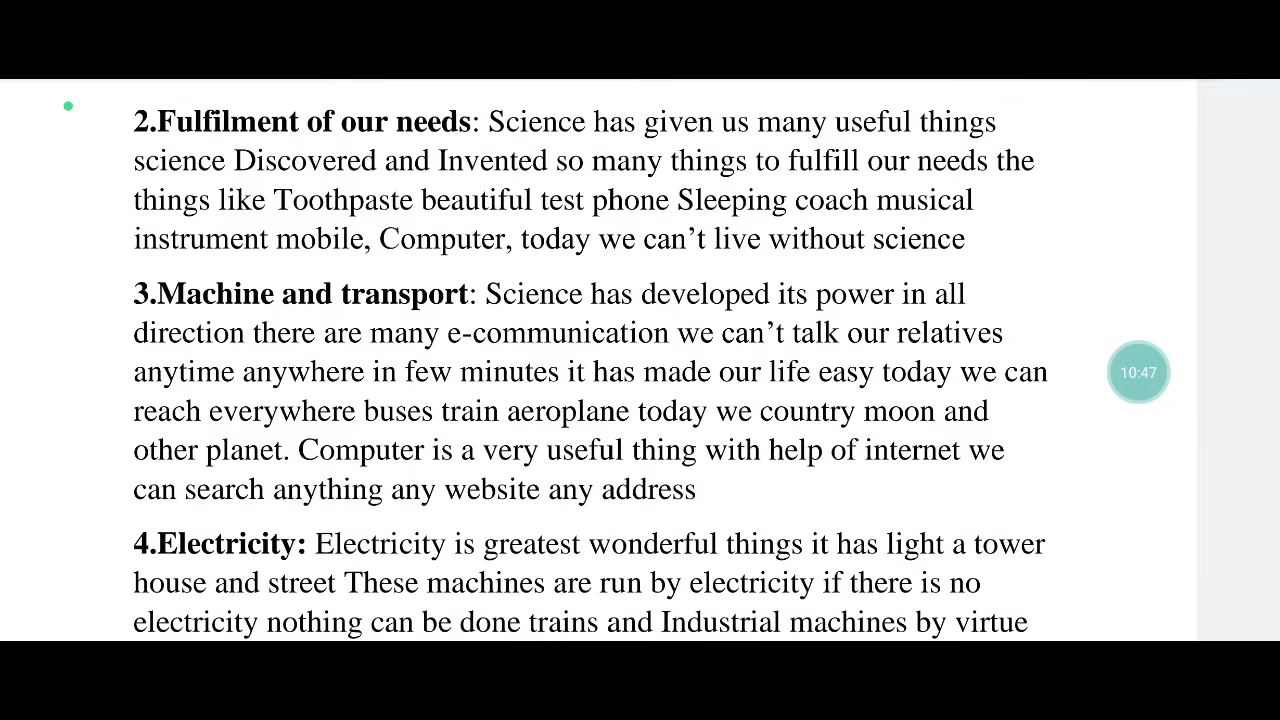 2.Fulfilment of our needs: Science has given us many useful things
science Discovered and Invented so many things to fulfill our needs the
things like Toothpaste beautiful test phone Sleeping coach musical
instrument mobile, Computer, today we can’t live without science
3.Machine and transport: Science has developed its power in all
direction there are many e-communication we can’t talk our relatives
anytime anywhere in few minutes it has made our life easy today we can
reach everywhere buses train aeroplane today we country moon and
other planet. Computer is a very useful thing with help of internet we
can search anything any website any address
10:47
4.Electricity: Electricity is greatest wonderful things it has light a tower
house and street These machines are run by electricity if there is no
electricity nothing can be done trains and Industrial machines by virtue